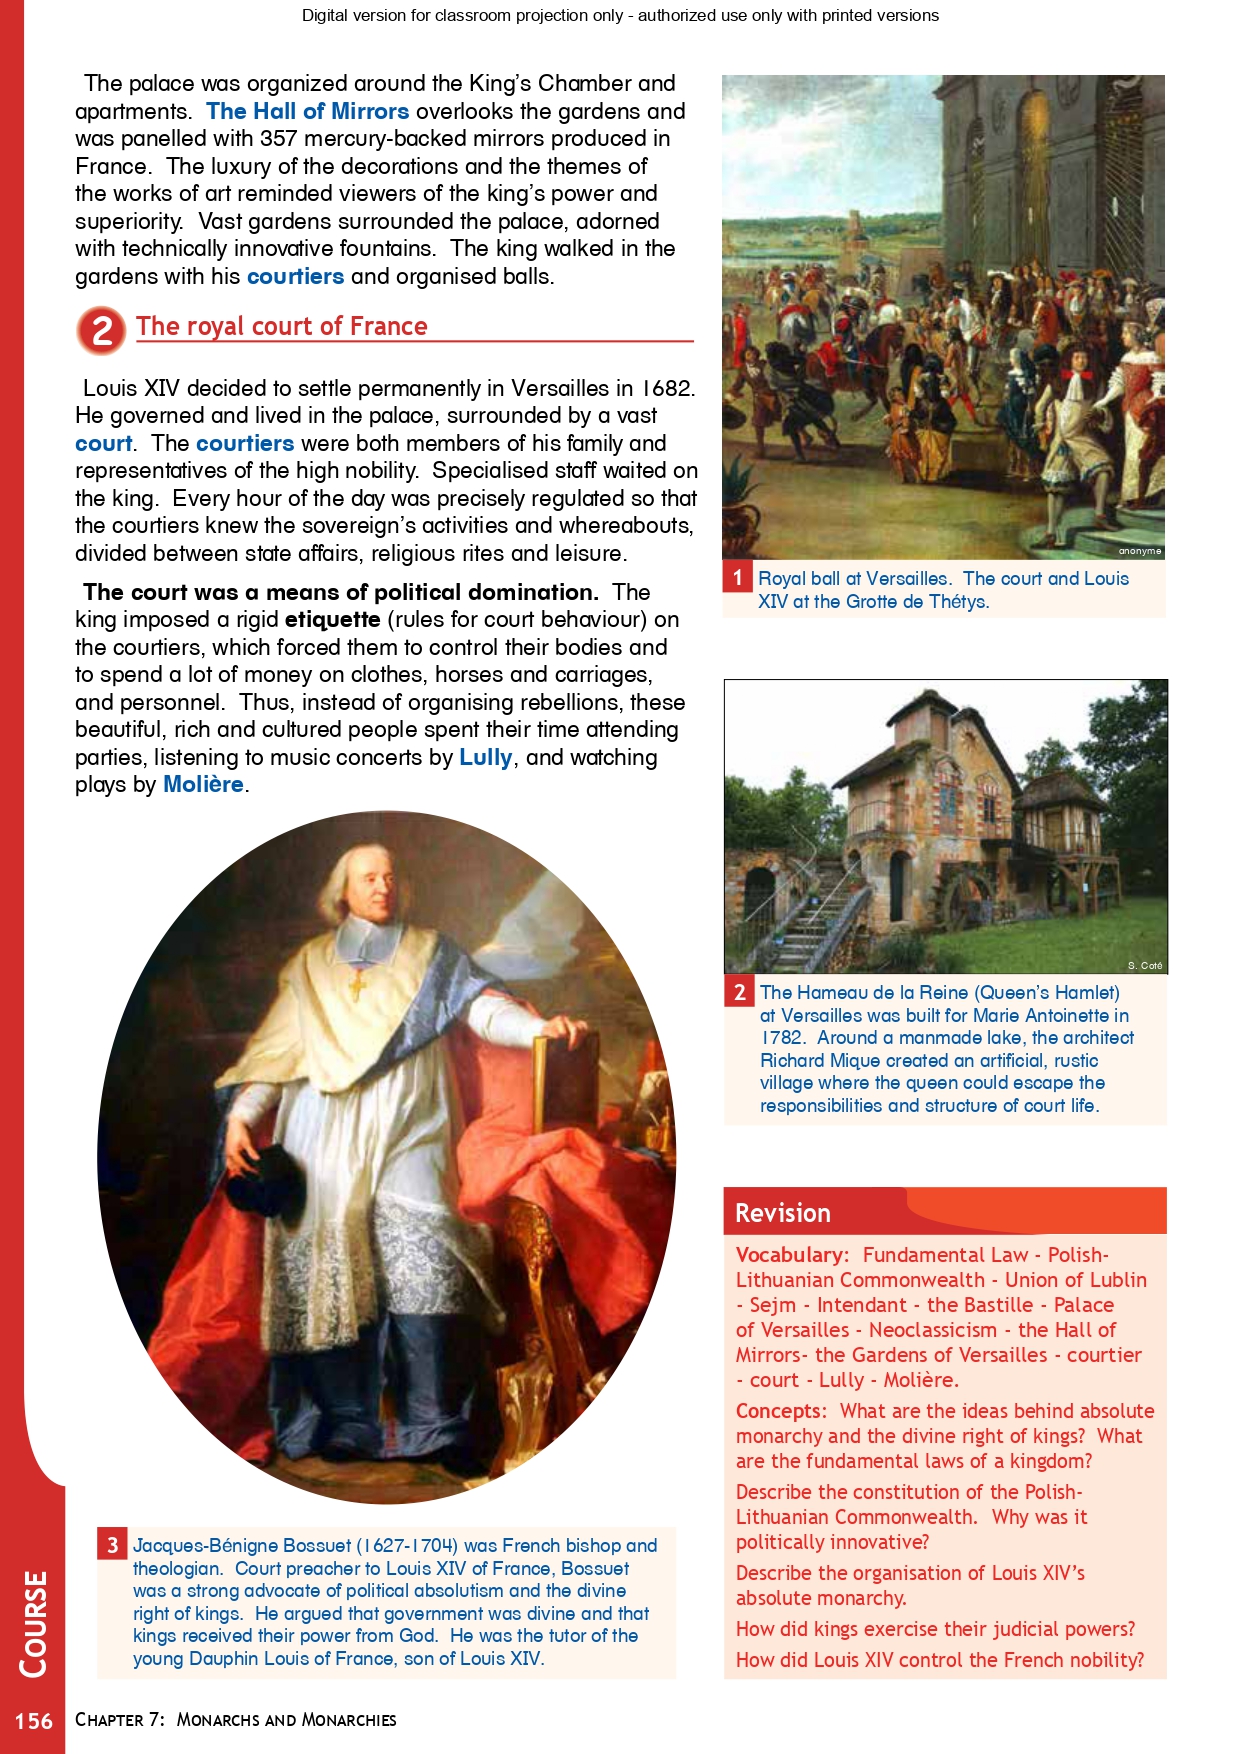 Digital version for classroom projection only - authorized use only with printed versions
The palace was organized around the King's Chamber and
apartments. The Hall of Mirrors overlooks the gardens and
was panelled with 357 mercury-backed mirrors produced in
France. The luxury of the decorations and the themes of
the works of art reminded viewers of the king's power and
superiority. Vast gardens surrounded the palace, adorned
with technically innovative fountains. The king walked in the
gardens with his courtiers and organised balls.
2 The royal court of France
Louis XIV decided to settle permanently in Versailles in 1682.
He governed and lived in the palace, surrounded by a vast
court. The courtiers were both members of his family and
representatives of the high nobility. Specialised staff waited on
the king. Every hour of the day was precisely regulated so that
the courtiers knew the sovereign's activities and whereabouts,
divided between state affairs, religious rites and leisure.
The court was a means of political domination. The
king imposed a rigid etiquette (rules for court behaviour) on
the courtiers, which forced them to control their bodies and
to spend a lot of money on clothes, horses and carriages,
and personnel. Thus, instead of organising rebellions, these
beautiful, rich and cultured people spent their time attending
parties, listening to music concerts by Lully, and watching
plays by Molière.
3 Jacques-Bénigne Bossuet (1627-1704) was French bishop and
theologian. Court preacher to Louis XIV of France, Bossuet
was a strong advocate of political absolutism and the divine
right of kings. He argued that government was divine and that
kings received their power from God. He was the tutor of the
young Dauphin Louis of France, son of Louis XIV.
anonyme
1 Royal ball at Versailles. The court and Louis
XIV at the Grotte de Thétys.
S. Coté
2 The Hameau de la Reine (Queen's Hamlet)
at Versailles was built for Marie Antoinette in
1782. Around a manmade lake, the architect
Richard Mique created an artificial, rustic
village where the queen could escape the
responsibilities and structure of court life.
Revision
Vocabulary: Fundamental Law - Polish-
Lithuanian Commonwealth - Union of Lublin
- Sejm - Intendant - the Bastille - Palace
of Versailles - Neoclassicism - the Hall of
Mirrors- the Gardens of Versailles - courtier
- court - Lully - Molière.
Concepts: What are the ideas behind absolute
monarchy and the divine right of kings? What
are the fundamental laws of a kingdom?
Describe the constitution of the Polish-
Lithuanian Commonwealth. Why was it
politically innovative?
Describe the organisation of Louis XIV's
absolute monarchy.
How did kings exercise their judicial powers?
How did Louis XIV control the French nobility?
COURSE
156 CHAPTER 7: MONARCHS AND MONARCHIES